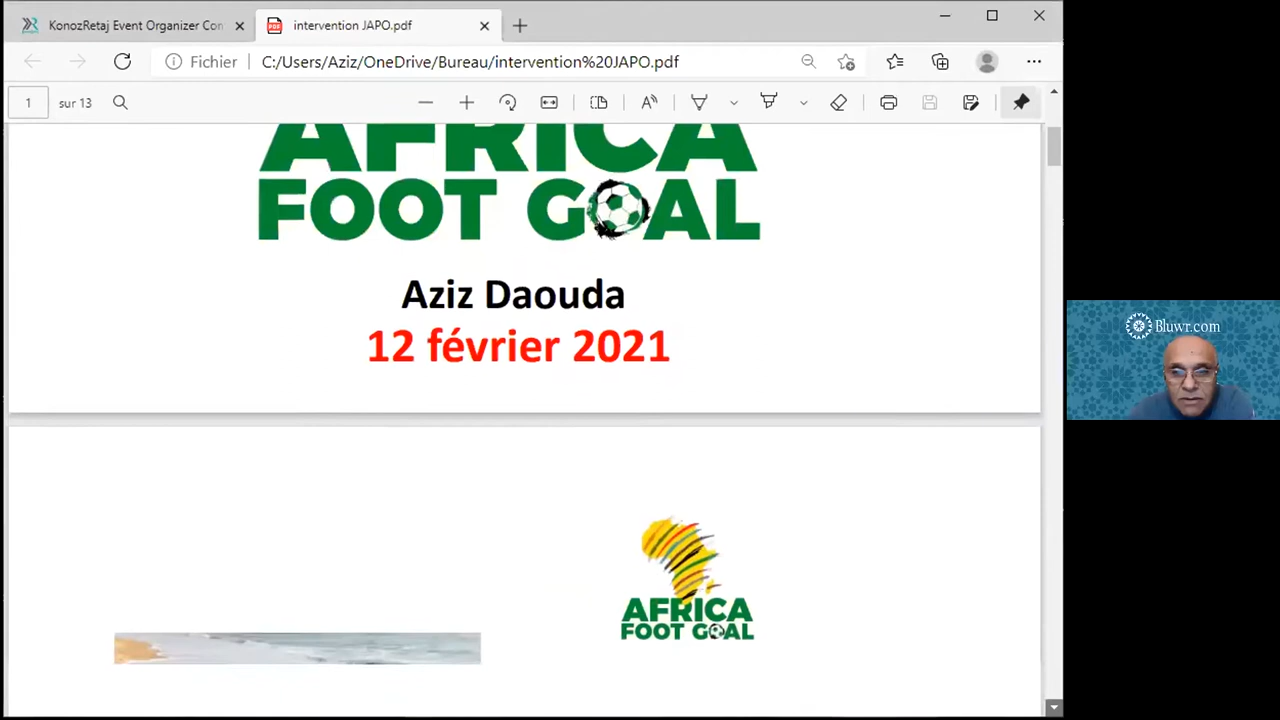 KonozRetaj Event Organizer Con
intervention JAPO.pdf
Fichier
C:/Users/Aziz/OneDrive/Bureau/intervention%20JAPO.pdf
1 sur 13
AFRICA
FOOT GOAL
Aziz Daouda
12 février 2021
Bluwr.com
AFRICA
FOOT GOAL